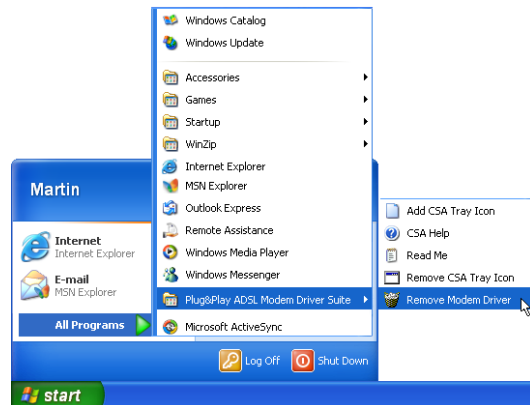 Windows Catalog
Windows Update
Accessories
Games
Startup
WinZip
Internet Explorer
MSN Explorer
Outlook Express
Remote Assistance
Windows Media Player
Windows Messenger
Plug&Play ADSL Modem Driver Suite
Microsoft ActiveSync
Martin
Internet
Internet Explorer
E-mail
MSN Explorer
All Programs
Add CSA Tray Icon
CSA Help
Read Me
Remove CSA Tray Icon
Remove Modem Driver
Log Off
Shut Down
start